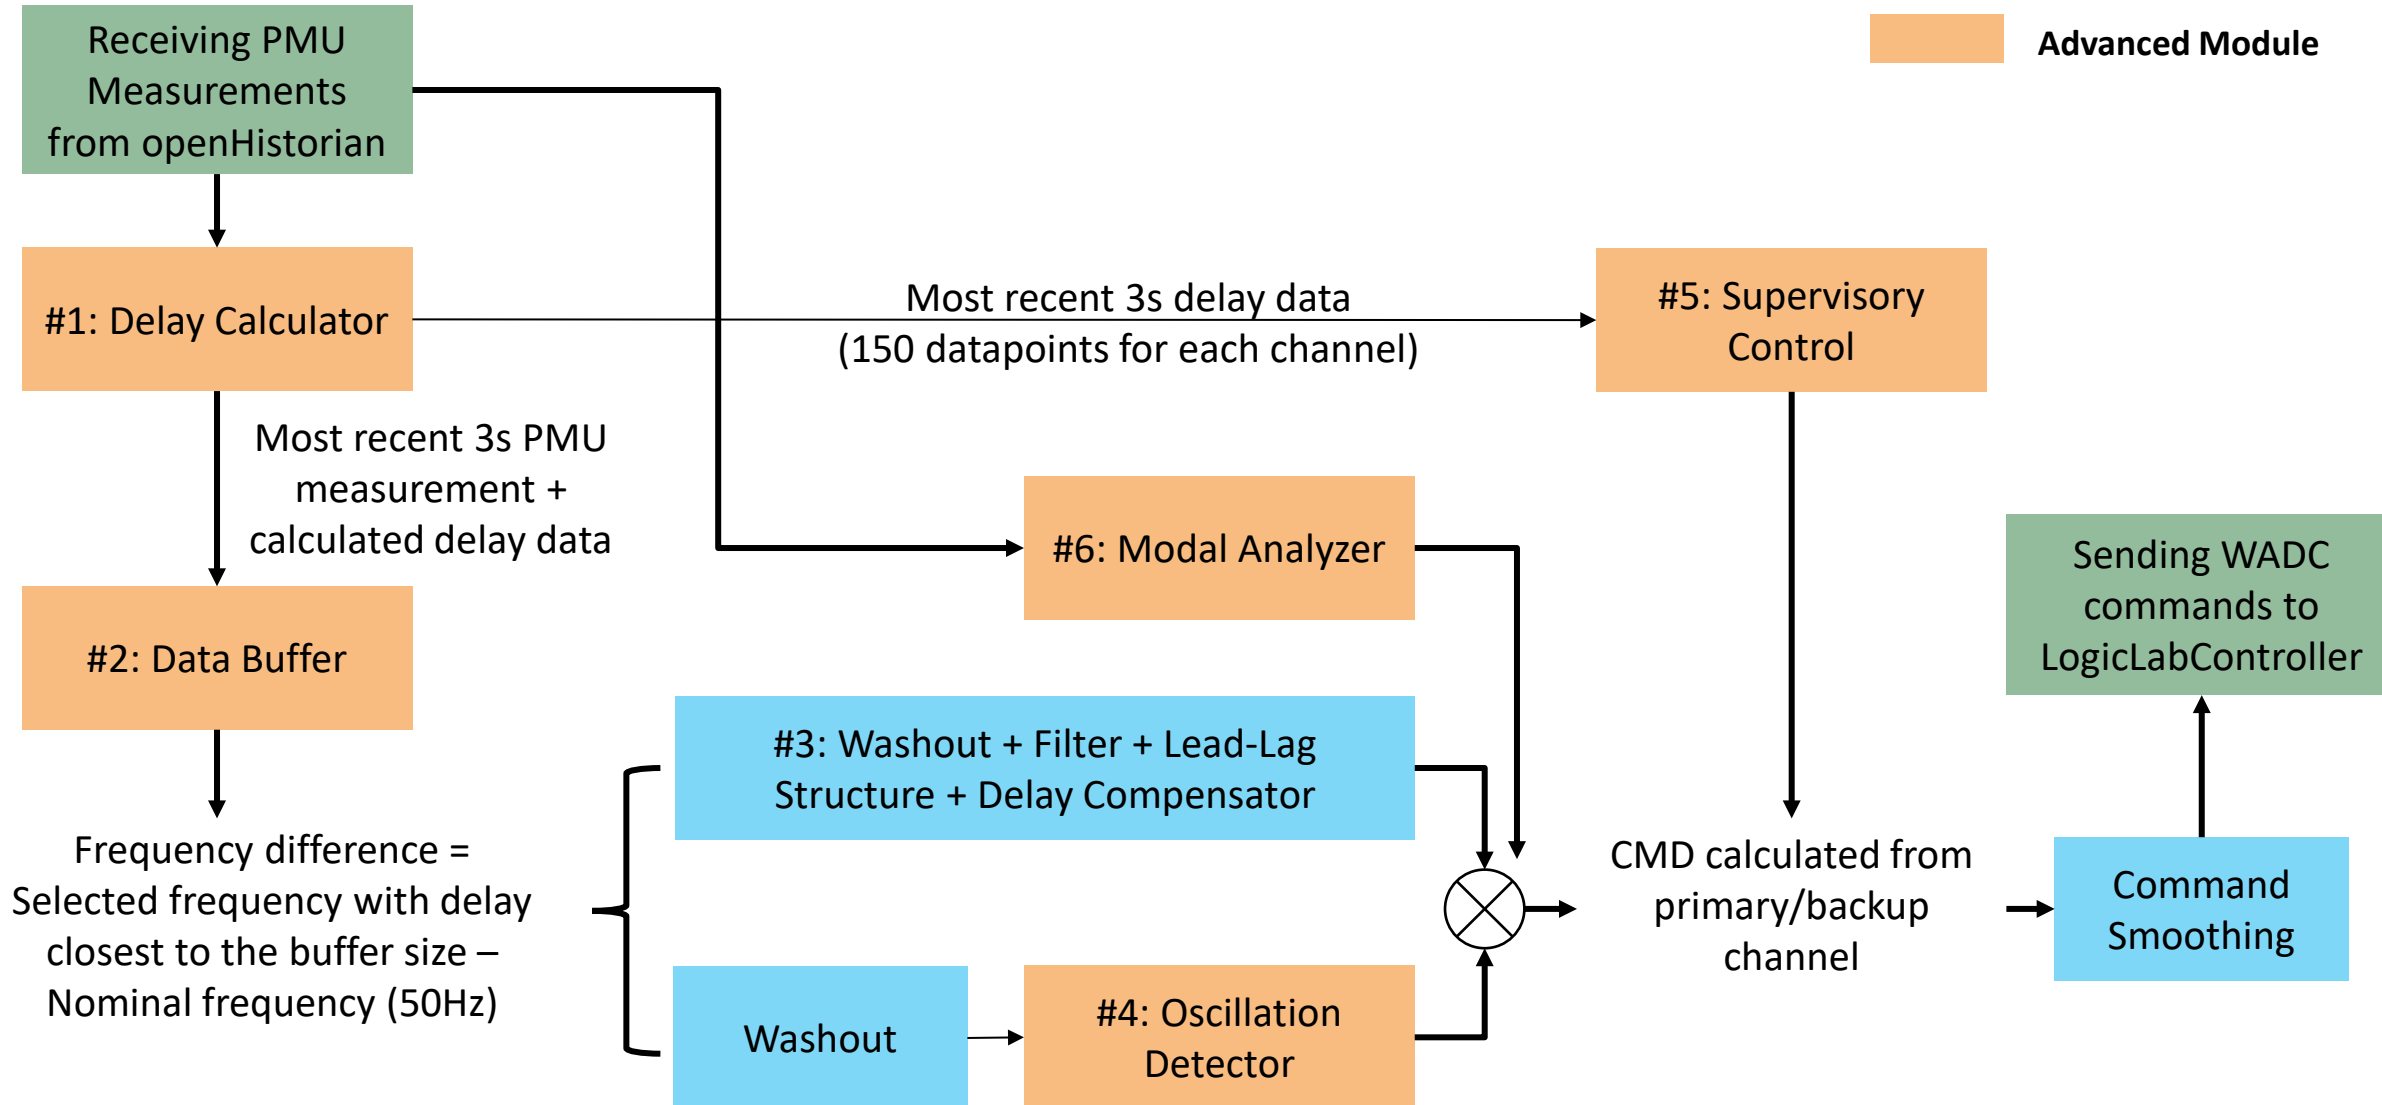 Receiving PMU
Measurements
from openHistorian
Advanced Module
#1: Delay Calculator
Most recent 3s delay data
(150 datapoints for each channel)
#5: Supervisory
Control
Most recent 3s PMU
measurement +
calculated delay data
#6: Modal Analyzer
Sending WADC
commands to
LogicLabController
#2: Data Buffer
#3: Washout + Filter + Lead-Lag
Structure + Delay Compensator
Frequency difference =
Selected frequency with delay
closest to the buffer size –
Nominal frequency (50Hz)
CMD calculated from
primary/backup
channel
Command
Smoothing
Washout
#4: Oscillation
Detector